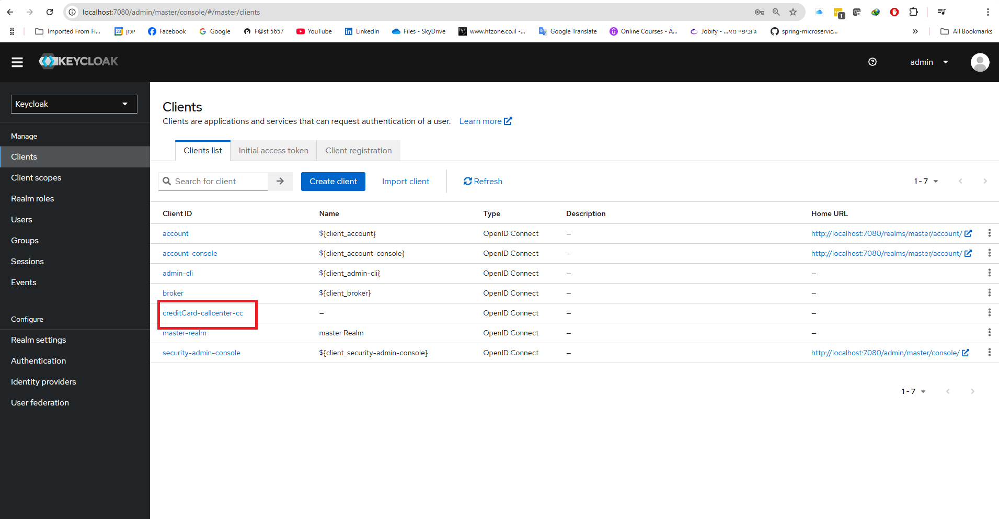 localhost:7080/admin/master/console/#/master/clients
1
Imported From Fi...
23 יומן
Facebook
Google
F@st 5657
YouTube
LinkedIn
Files - SkyDrive
www.htzone.co.il -...
Google Translate
Online Courses - A...
Jobify - ...ג'וביפיי מא
spring-microservic...
All Bookmarks
KEYCLOAK
admin
Keycloak
Manage
Clients
Client scopes
Realm roles
Users
Groups
Sessions
Events
Configure
Realm settings
Authentication
Identity providers
User federation
Clients
Clients are applications and services that can request authentication of a user. Learn more
Clients list Initial access token Client registration
Search for client Create client Import client Refresh 1 - 7
Client ID Name Type Description Home URL
account ${client_account} OpenID Connect – http://localhost:7080/realms/master/account/
account-console ${client_account-console} OpenID Connect – http://localhost:7080/realms/master/account/
admin-cli ${client_admin-cli} OpenID Connect – –
broker ${client_broker} OpenID Connect – –
creditCard-callcenter-cc – OpenID Connect – –
master-realm master Realm OpenID Connect – –
security-admin-console ${client_security-admin-console} OpenID Connect – http://localhost:7080/admin/master/console/
1 - 7